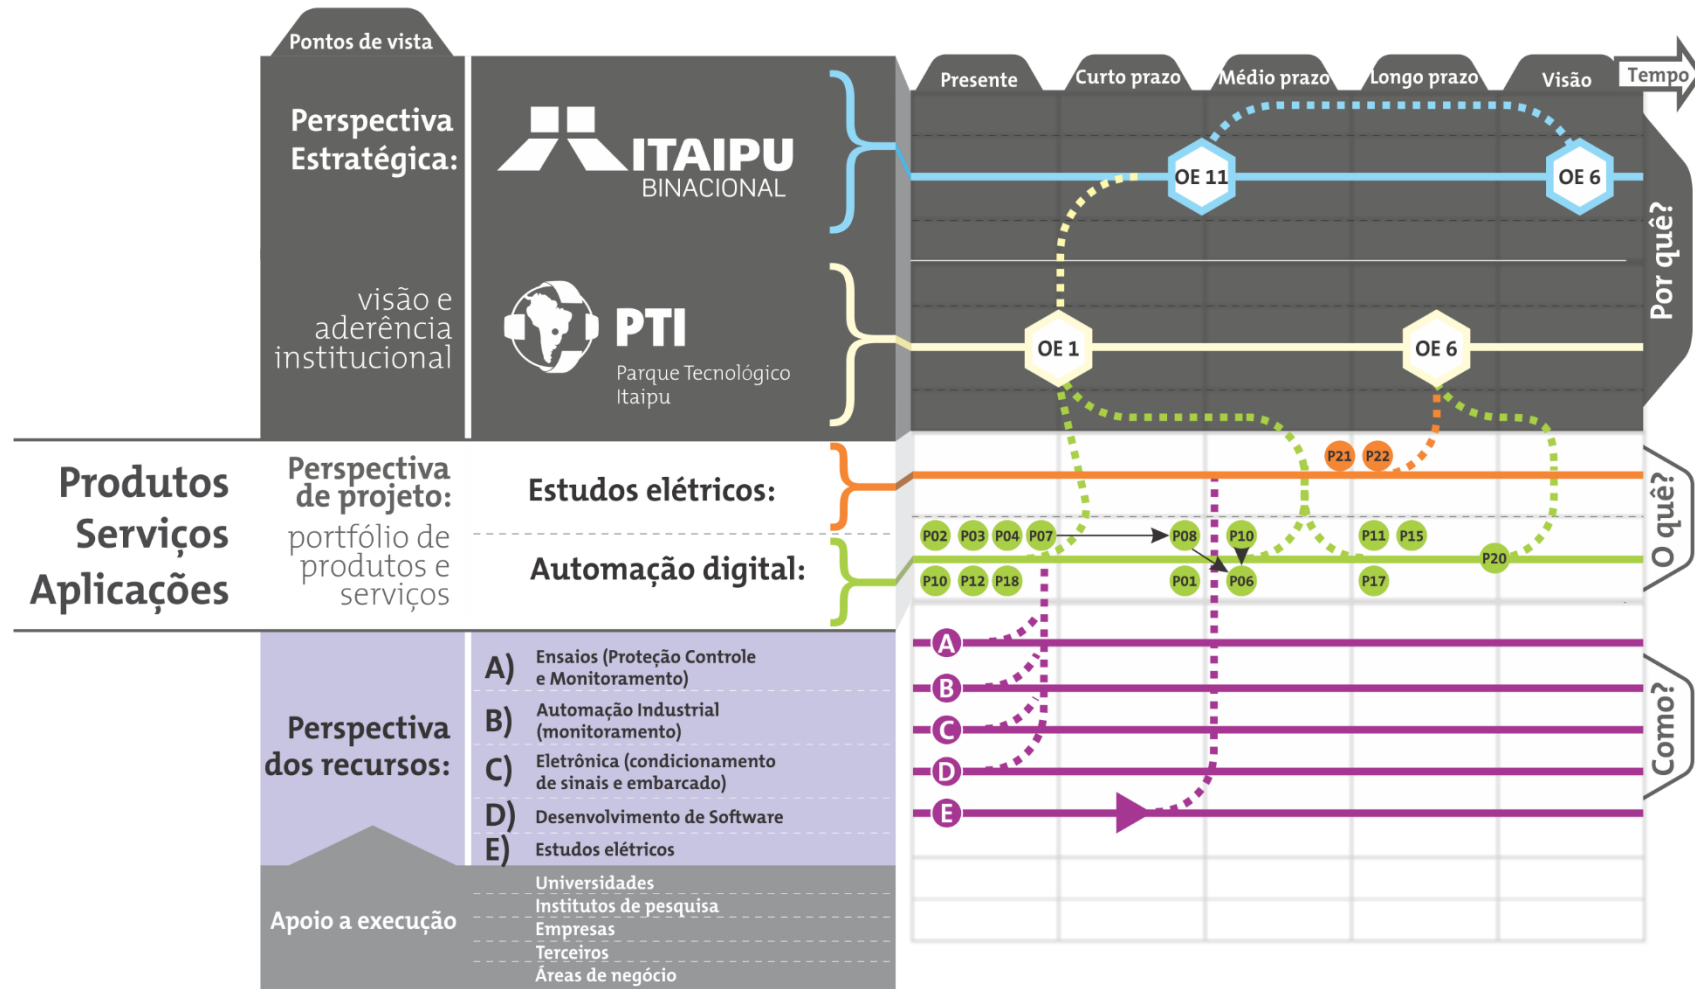 Pontos de vista
Presente
Curto prazo
Médio prazo
Longo prazo
Visão
Tempo
Perspectiva
Estratégica:
visão e
aderência
institucional
ITAIPU
BINACIONAL
PTI
Parque Tecnológico
Itaipu
OE 11
OE 6
OE 1
OE 6
Por quê?
Produtos
Serviços
Aplicações
Perspectiva
de projeto:
portfólio de
produtos e
serviços
Estudos elétricos:
Automação digital:
P21
P22
P02
P03
P04
P07
P08
P10
P11
P15
P20
P10
P12
P18
P01
P06
P17
O quê?
Perspectiva
dos recursos:
A)
Ensaios (Proteção Controle
e Monitoramento)
B)
Automação Industrial
(monitoramento)
C)
Eletrônica (condicionamento
de sinais e embarcado)
D)
Desenvolvimento de Software
E)
Estudos elétricos
A
B
C
D
E
Como?
Apoio a execução
Universidades
Institutos de pesquisa
Empresas
Terceiros
Áreas de negócio